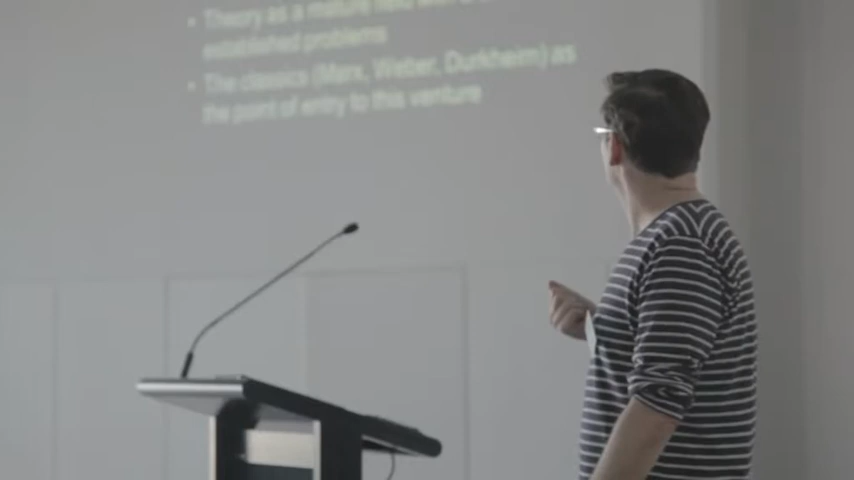 Theory as a mature field with
established problems
• The classics (Marx, Weber, Durkheim) as
the point of entry to this venture